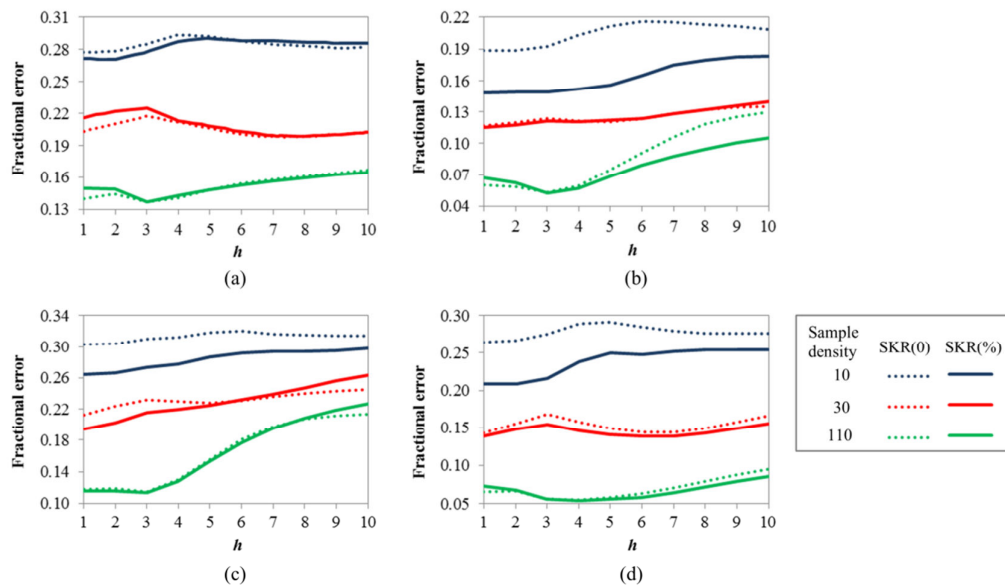 Fractional error
0.31
0.28
0.25
0.22
0.19
0.16
0.13
1 2 3 4 5 6 7 8 9 10
h
(a)
Fractional error
0.22
0.19
0.16
0.13
0.10
0.07
0.04
1 2 3 4 5 6 7 8 9 10
h
(b)
Fractional error
0.34
0.30
0.26
0.22
0.18
0.14
0.10
1 2 3 4 5 6 7 8 9 10
h
(c)
Fractional error
0.30
0.25
0.20
0.15
0.10
0.05
1 2 3 4 5 6 7 8 9 10
h
(d)
Sample density SKR(0) SKR(%)
10
30
110